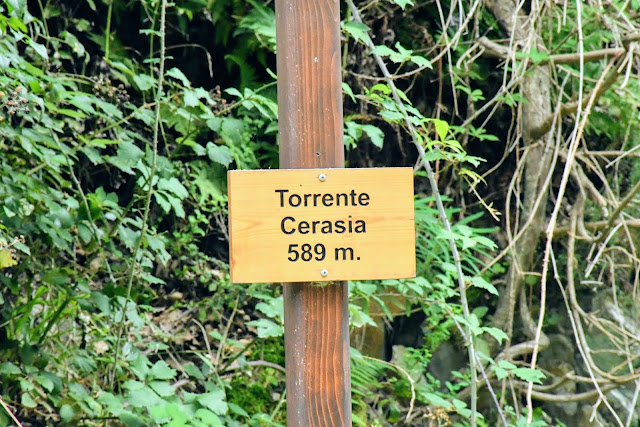 Torrente
Cerasia
589 m.